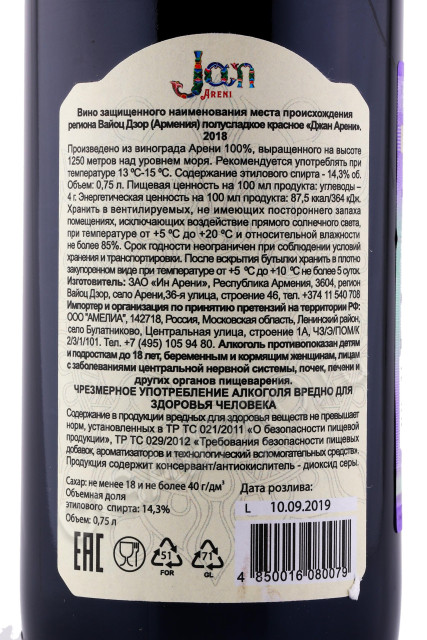 Jan
ARENI
Вино защищенного наименования места происхождения
региона Вайоц Дзор (Армения) полусладкое красное «Джан Арени».
2018
Произведено из винограда Арени 100%, выращенного на высоте
1250 метров над уровнем моря. Рекомендуется употреблять при
температуре 13 ºС-15 ºС. Содержание этилового спирта - 14,3% об.
Объем: 0,75 л. Пищевая ценность на 100 мл продукта: углеводы –
4 г. Энергетическая ценность на 100 мл продукта: 87,5 ккал/364 кДж.
Хранить в вентилируемых, не имеющих постороннего запаха
помещениях, исключающих воздействие прямого солнечного света,
при температуре от +5 ºС до +20 ºС и относительной влажности
не более 85%. Срок годности неограничен при соблюдении условий
хранения и транспортировки. После вскрытия бутылки хранить в плотно
закупоренном виде при температуре от +5 ºС до +10 ºС не более 5 суток.
Изготовитель: ЗАО «Ин Арени», Республика Армения, 3604, регион
Вайоц Дзор, село Арени,36-я улица, строение 46, тел. +374 11 540 708
Импортер и организация по принятию претензий на территории РФ:
ООО "АМЕЛИА", 142718, Россия, Московская область, Ленинский район,
село Булатниково, Центральная улица, строение 1А, ЧЗ/Э/ПОМ/К
2/3/1/101. Тел. +7 (495) 105 94 80. Алкоголь противопоказан детям
и подросткам до 18 лет, беременным и кормящим женщинам, лицам
с заболеваниями центральной нервной системы, почек, печени и
других органов пищеварения.
ЧРЕЗМЕРНОЕ УПОТРЕБЛЕНИЕ АЛКОГОЛЯ ВРЕДНО ДЛЯ
ЗДОРОВЬЯ ЧЕЛОВЕКА
Содержание в продукции вредных для здоровья веществ не превышает
норм, установленных в ТР ТС 021/2011 «О безопасности пищевой
продукции», ТР ТС 029/2012 «Требования безопасности пищевых
добавок, ароматизаторов и технологический вспомогательных средств».
Продукция содержит консервант/антиокислитель - диоксид серы.
Сахар: не менее 18 и не более 40 г/дм³
Объемная доля
этилового спирта: 14,3%
Объем: 0,75 л
Дата розлива:
L 10.09.2019
EAC
51
FOR
71
GL
4 850016 080079